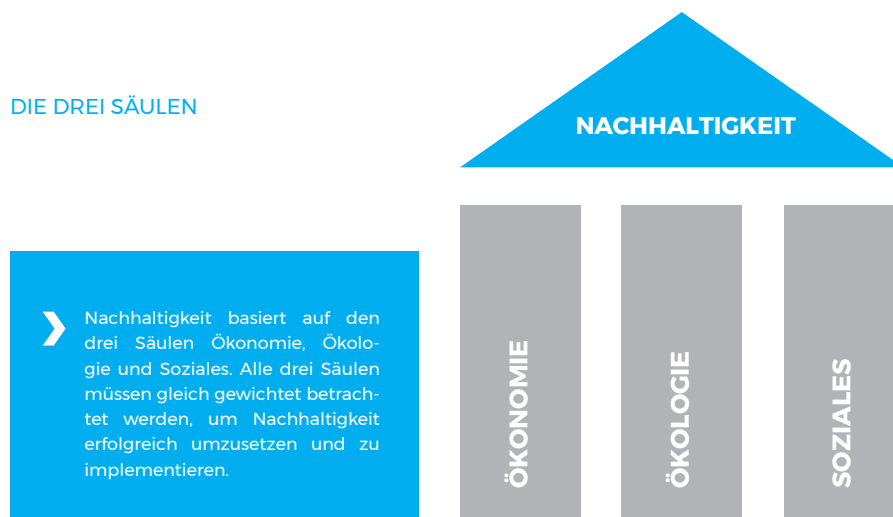 DIE DREI SÄULEN
NACHHALTIGKEIT
Nachhaltigkeit basiert auf den
drei Säulen Ökonomie, Ökolo-
gie und Soziales. Alle drei Säulen
müssen gleich gewichtet betrach-
tet werden, um Nachhaltigkeit
erfolgreich umzusetzen und zu
implementieren.
ÖKONOMIE
ÖKOLOGIE
SOZIALES